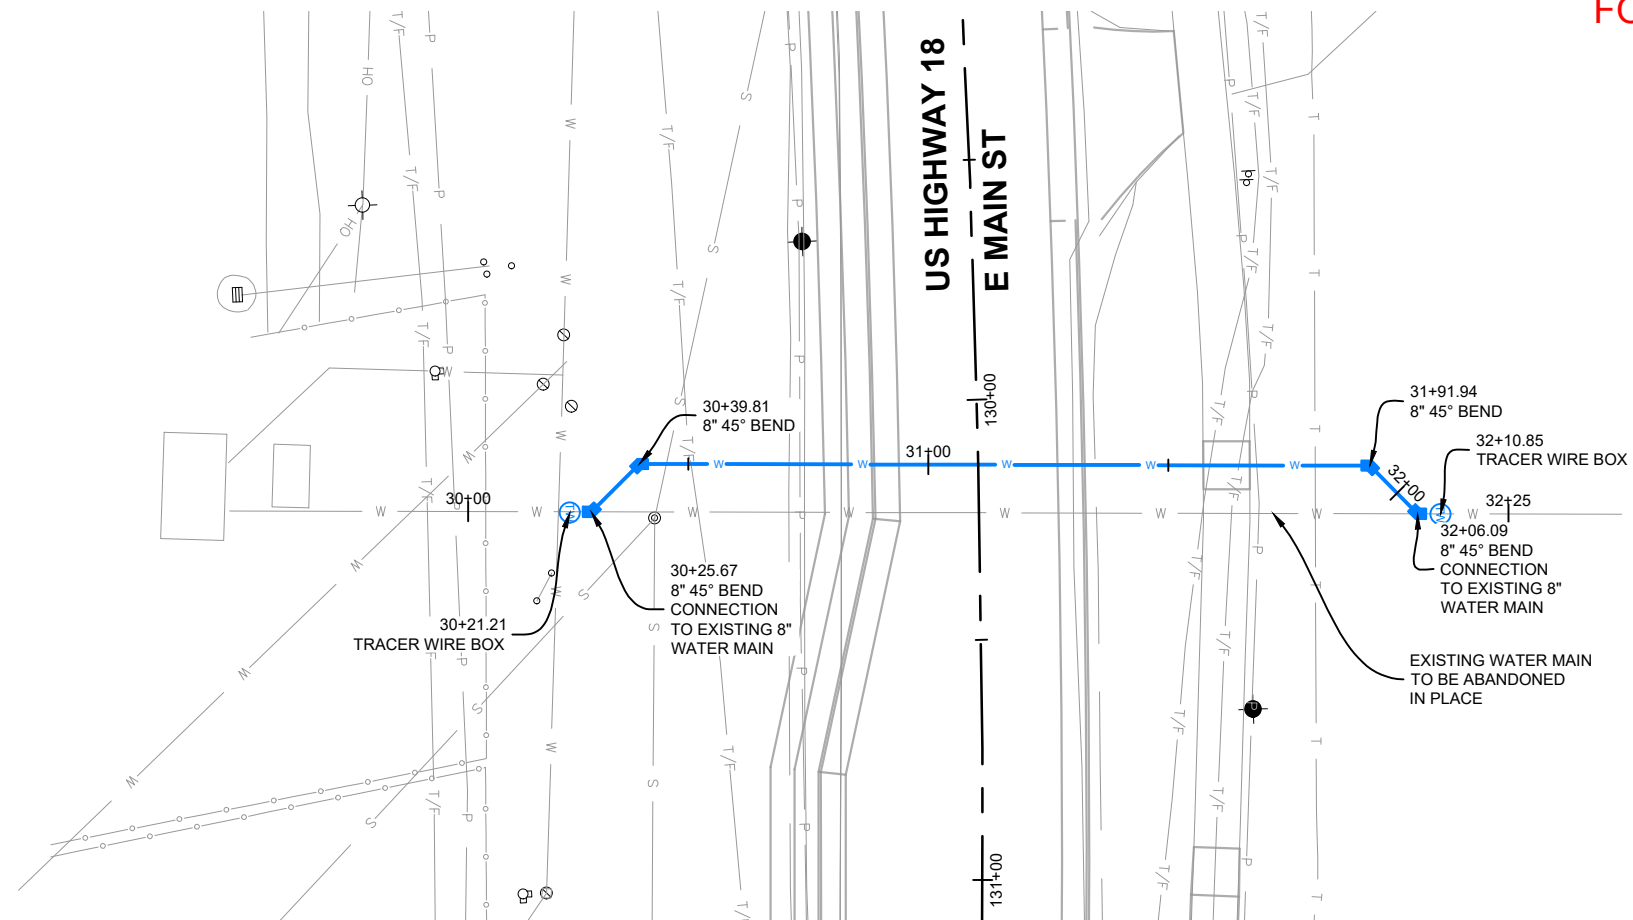 FO
US HIGHWAY 18
E MAIN ST
130+00
131+00
30+39.81
8" 45° BEND
31+00
31+91.94
8" 45° BEND
32+10.85
TRACER WIRE BOX
32+00
32+25
30+00
30+25.67
8" 45° BEND
CONNECTION
TO EXISTING 8"
WATER MAIN
30+21.21
TRACER WIRE BOX
32+06.09
8" 45° BEND
CONNECTION
TO EXISTING 8"
WATER MAIN
EXISTING WATER MAIN
TO BE ABANDONED
IN PLACE
HO
HO
T/F
P
W
S
T
W